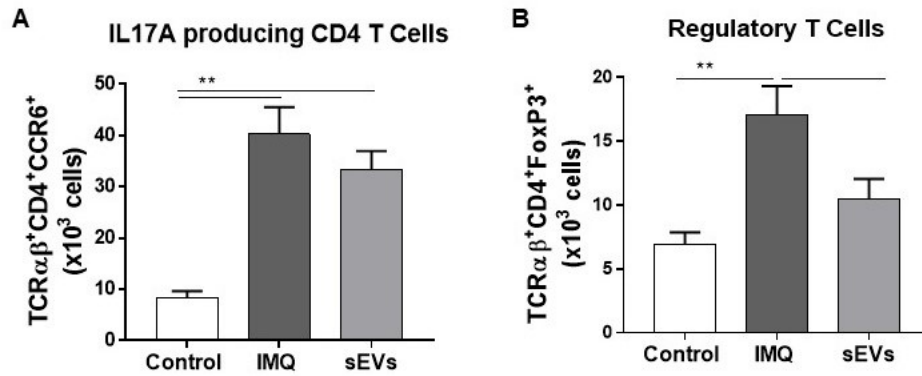 A
IL17A producing CD4 T Cells
TCRαβ⁺CD4⁺CCR6⁺
(x10³ cells)
50
40
30
20
10
0
**
Control
IMQ
sEVs
B
Regulatory T Cells
TCRαβ⁺CD4⁺FoxP3⁺
(x10³ cells)
20
15
10
5
0
**
Control
IMQ
sEVs